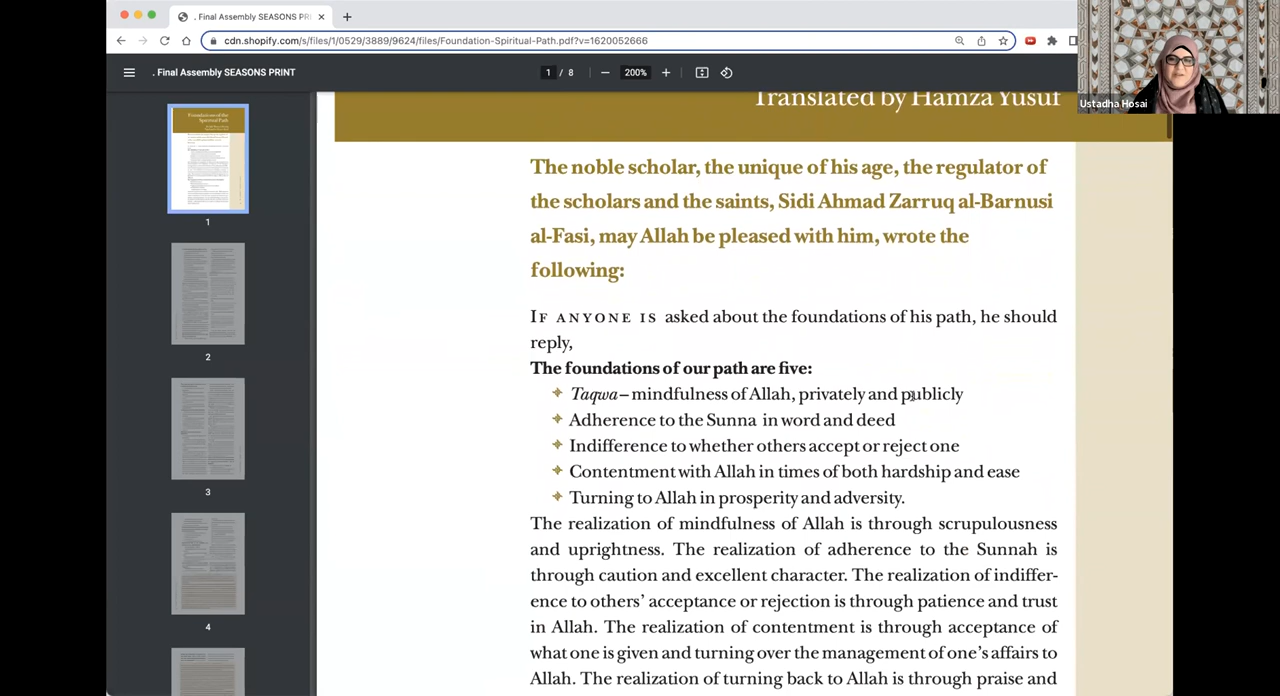 . Final Assembly SEASONS PRI
cdn.shopify.com/s/files/1/0529/3889/9624/files/Foundation-Spiritual-Path.pdf?v=1620052666
. Final Assembly SEASONS PRINT
1 / 8
200%
Ustadha Hosai
Foundations of the
Spiritual Path
1
2
3
4
Translated by Hamza Yusuf
The noble scholar, the unique of his age, the regulator of
the scholars and the saints, Sidi Ahmad Zarruq al-Barnusi
al-Fasi, may Allah be pleased with him, wrote the
following:
IF ANYONE IS asked about the foundations of his path, he should
reply,
The foundations of our path are five:
Taqwa– mindfulness of Allah, privately and publicly
Adherence to the Sunna in word and deed
Indifference to whether others accept or reject one
Contentment with Allah in times of both hardship and ease
Turning to Allah in prosperity and adversity.
The realization of mindfulness of Allah is through scrupulousness
and uprightness. The realization of adherence to the Sunnah is
through caution and excellent character. The realization of indiffer-
ence to others' acceptance or rejection is through patience and trust
in Allah. The realization of contentment is through acceptance of
what one is given and turning over the management of one's affairs to
Allah. The realization of turning back to Allah is through praise and